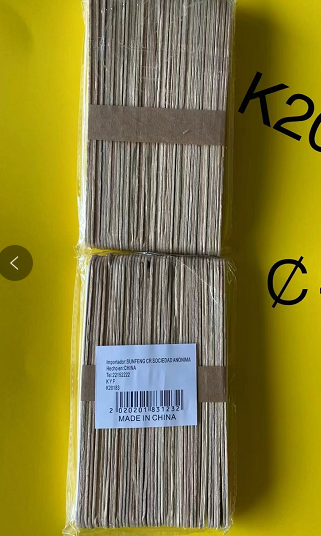 K20
₡
Importador: SUNFENG CR SOCIEDAD ANONIMA
Hecho en: CHINA
Tel: 22152222
K Y F
K20183
2 020201 831232
MADE IN CHINA